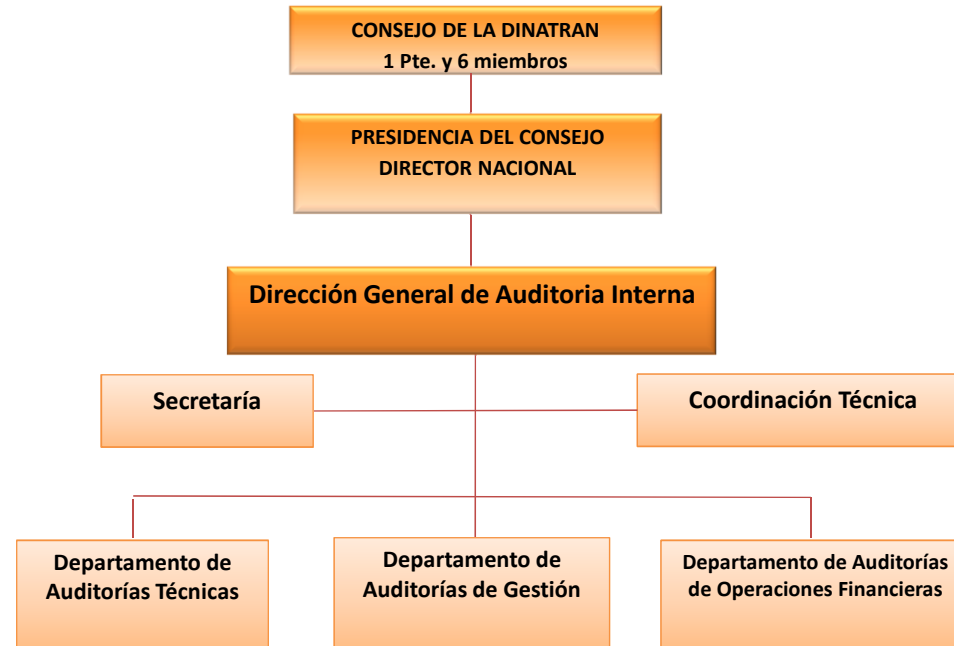 CONSEJO DE LA DINATRAN
1 Pte. y 6 miembros
PRESIDENCIA DEL CONSEJO
DIRECTOR NACIONAL
Dirección General de Auditoria Interna
Secretaría
Coordinación Técnica
Departamento de
Auditorías Técnicas
Departamento de
Auditorías de Gestión
Departamento de Auditorías
de Operaciones Financieras